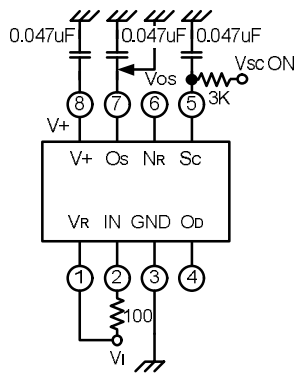 0.047uF 0.047uF 0.047uF
VOS VSC ON
8 7 6 5 3K
V+
V+ OS NR SC
VR IN GND OD
1 2 3 4
100
VI